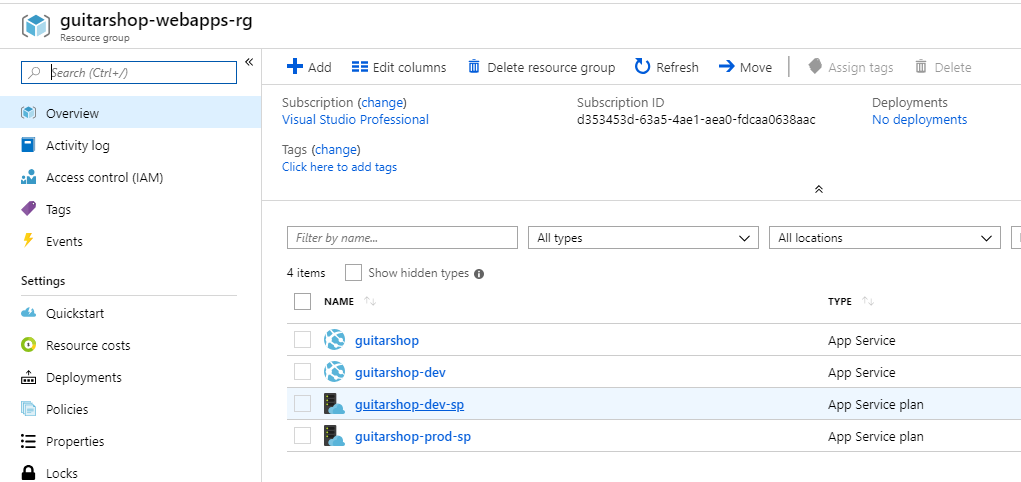 guitarshop-webapps-rg
Resource group
Search (Ctrl+/)
«
Overview
Activity log
Access control (IAM)
Tags
Events
Settings
Quickstart
Resource costs
Deployments
Policies
Properties
Locks
Add Edit columns Delete resource group Refresh Move Assign tags Delete
Subscription (change) Subscription ID Deployments
Visual Studio Professional d353453d-63a5-4ae1-aea0-fdcaa0638aac No deployments
Tags (change)
Click here to add tags
Filter by name... All types All locations
4 items Show hidden types
NAME TYPE
guitarshop App Service
guitarshop-dev App Service
guitarshop-dev-sp App Service plan
guitarshop-prod-sp App Service plan